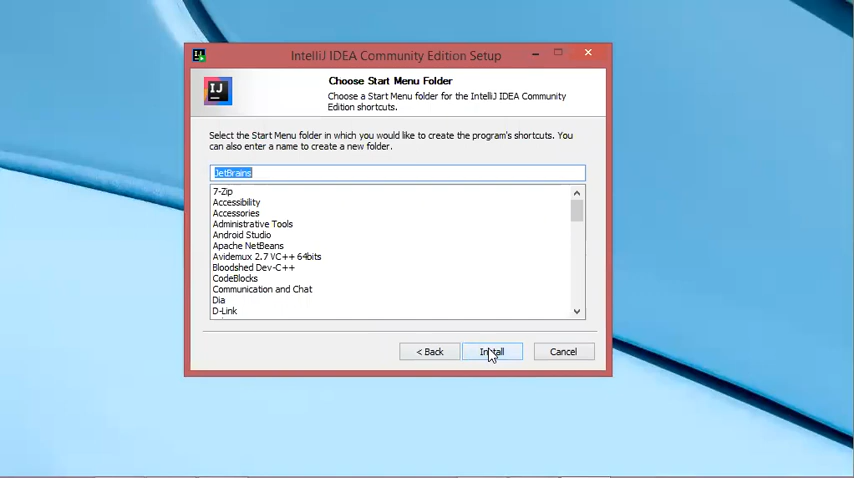 IntelliJ IDEA Community Edition Setup
IJ
Choose Start Menu Folder
Choose a Start Menu folder for the IntelliJ IDEA Community
Edition shortcuts.
Select the Start Menu folder in which you would like to create the program's shortcuts. You
can also enter a name to create a new folder.
JetBrains
7-Zip
Accessibility
Accessories
Administrative Tools
Android Studio
Apache NetBeans
Avidemux 2.7 VC++ 64bits
Bloodshed Dev-C++
CodeBlocks
Communication and Chat
Dia
D-Link
< Back
Install
Cancel